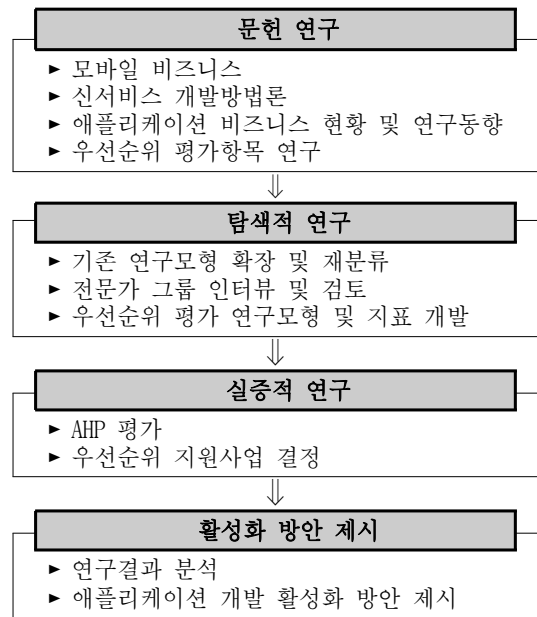 문헌 연구
► 모바일 비즈니스
► 신서비스 개발방법론
► 애플리케이션 비즈니스 현황 및 연구동향
► 우선순위 평가항목 연구
⇓
탐색적 연구
► 기존 연구모형 확장 및 재분류
► 전문가 그룹 인터뷰 및 검토
► 우선순위 평가 연구모형 및 지표 개발
⇓
실증적 연구
► AHP 평가
► 우선순위 지원사업 결정
⇓
활성화 방안 제시
► 연구결과 분석
► 애플리케이션 개발 활성화 방안 제시